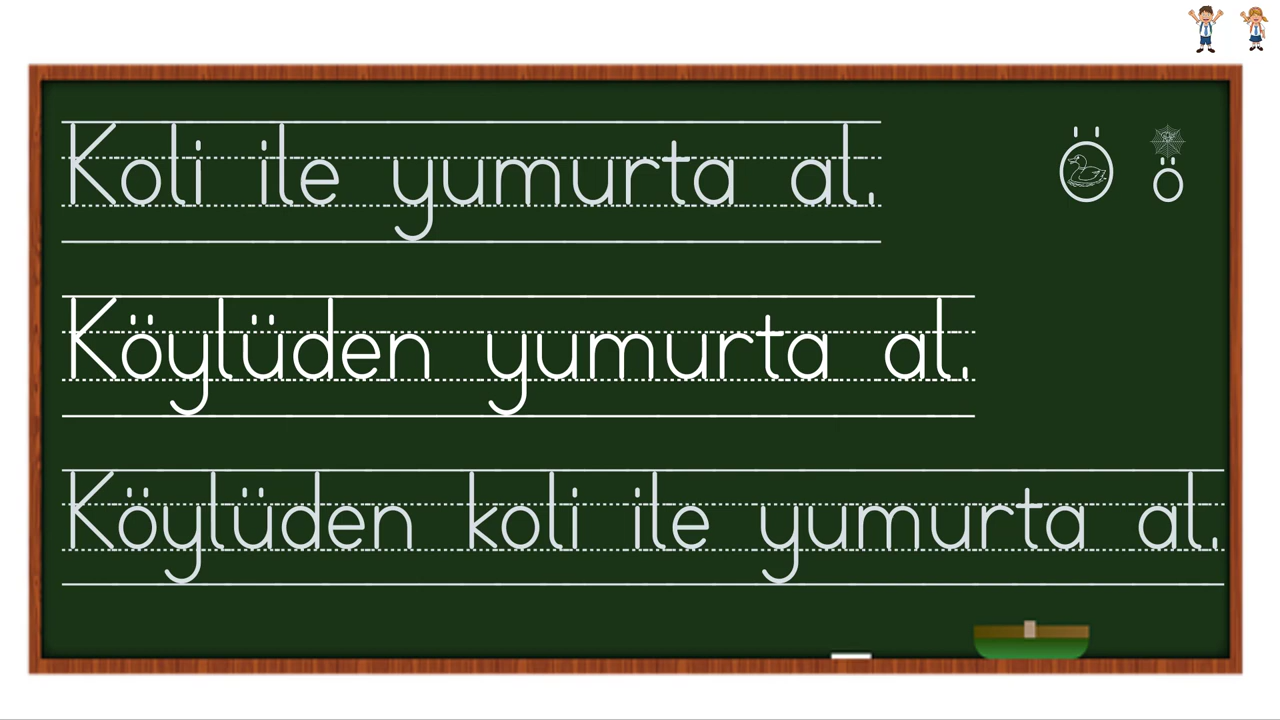 Koli ile yumurta al.
Ö ö
Köylüden yumurta al.
Köylüden koli ile yumurta al.